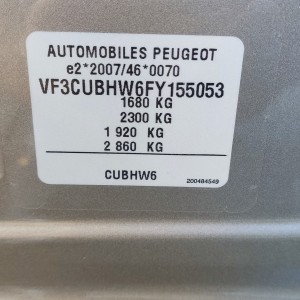 AUTOMOBILES PEUGEOT
e2*2007/46*0070
VF3CUBHW6FY155053
1680 KG
2300 KG
1 920 KG
2 860 KG
CUBHW6
200484549